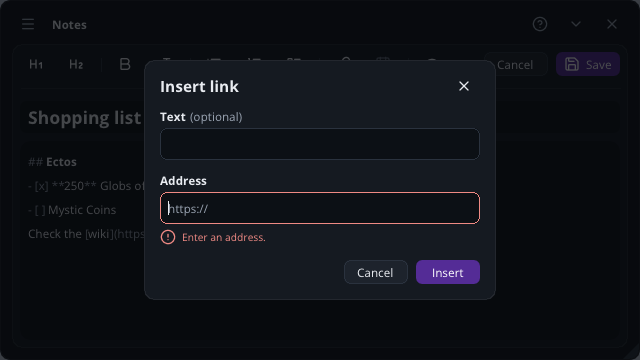 Notes
H1 H2 B
Cancel Save
Shopping list
## Ectos
- [x] **250** Globs of
- [ ] Mystic Coins
Check the [wiki](https
Insert link
Text (optional)
Address
https://
Enter an address.
Cancel Insert